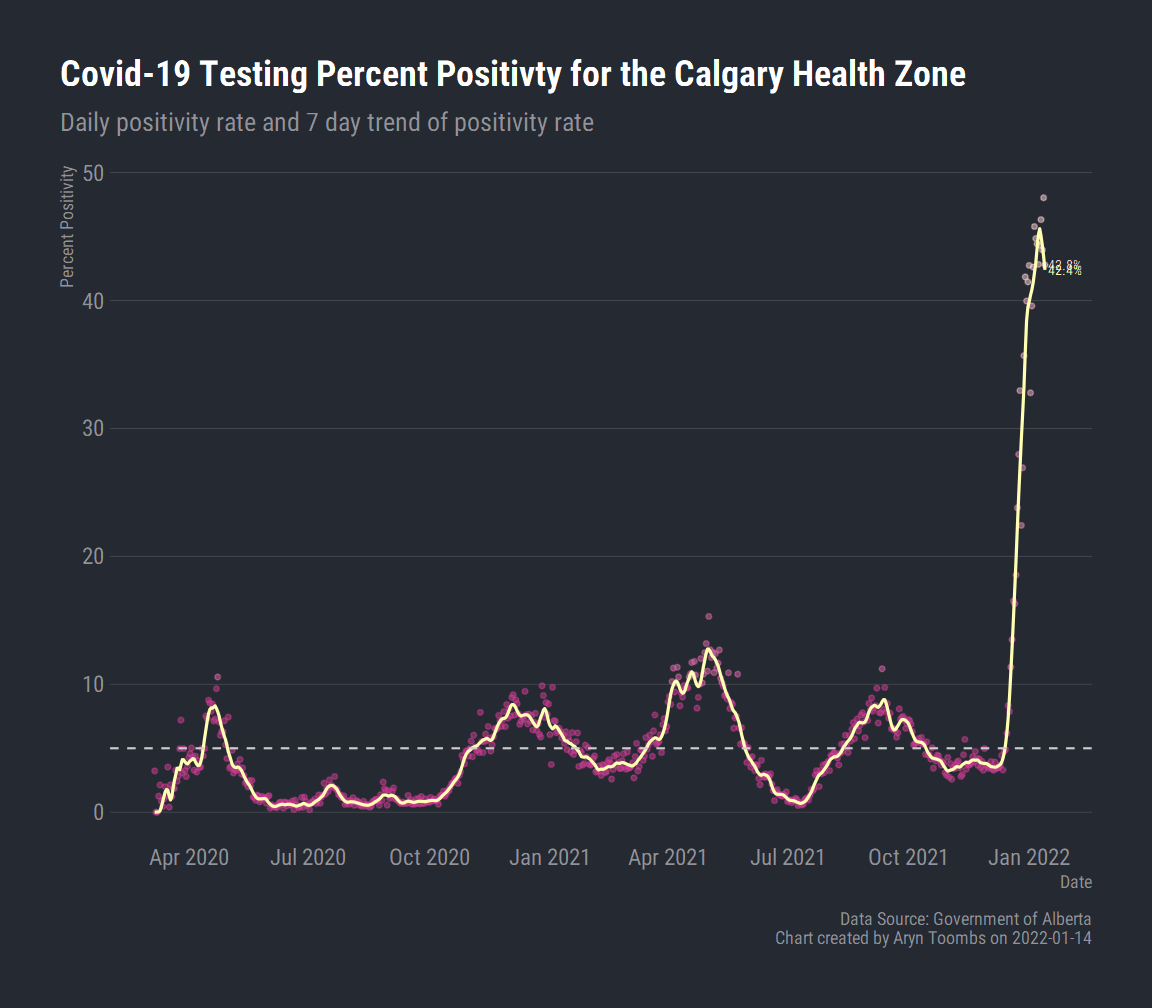 Covid-19 Testing Percent Positivty for the Calgary Health Zone
Daily positivity rate and 7 day trend of positivity rate
Percent Positivity
50
40
30
20
10
0
42.8%
42.4%
Apr 2020 Jul 2020 Oct 2020 Jan 2021 Apr 2021 Jul 2021 Oct 2021 Jan 2022
Date
Data Source: Government of Alberta
Chart created by Aryn Toombs on 2022-01-14